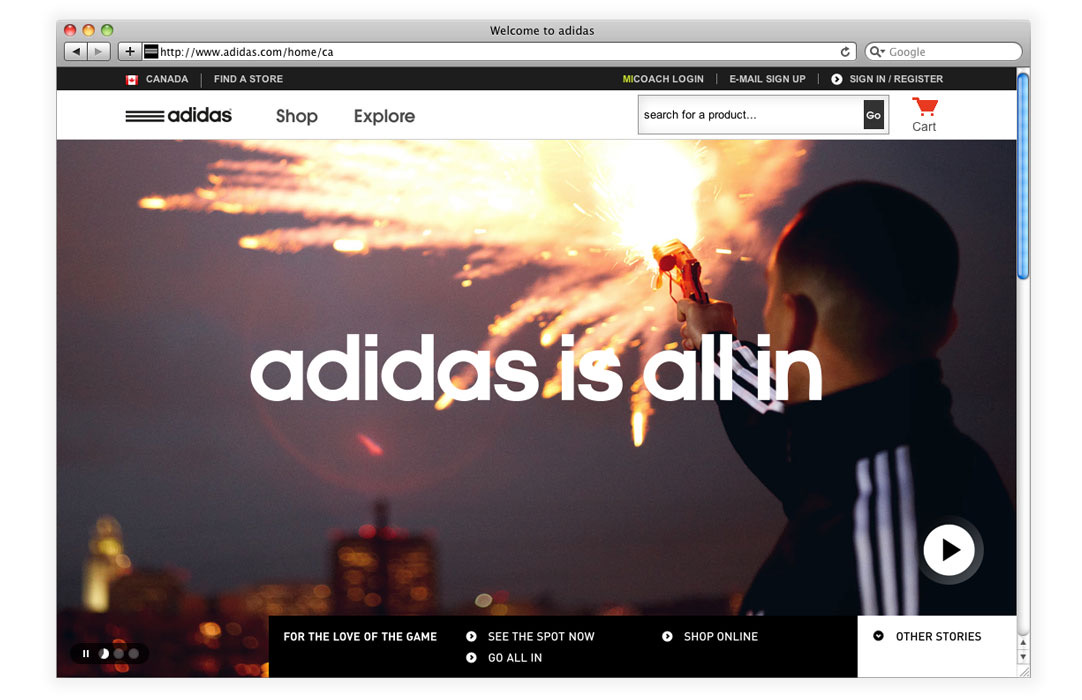 Welcome to adidas
http://www.adidas.com/home/ca
Google
CANADA
FIND A STORE
MICOACH LOGIN
E-MAIL SIGN UP
SIGN IN / REGISTER
adidas
Shop
Explore
search for a product...
Go
Cart
adidas is all in
FOR THE LOVE OF THE GAME
SEE THE SPOT NOW
SHOP ONLINE
OTHER STORIES
GO ALL IN